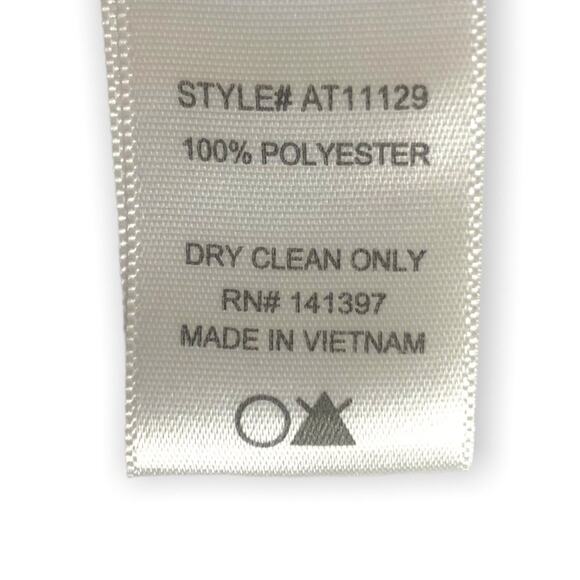 STYLE# AT11129
100% POLYESTER
DRY CLEAN ONLY
RN# 141397
MADE IN VIETNAM